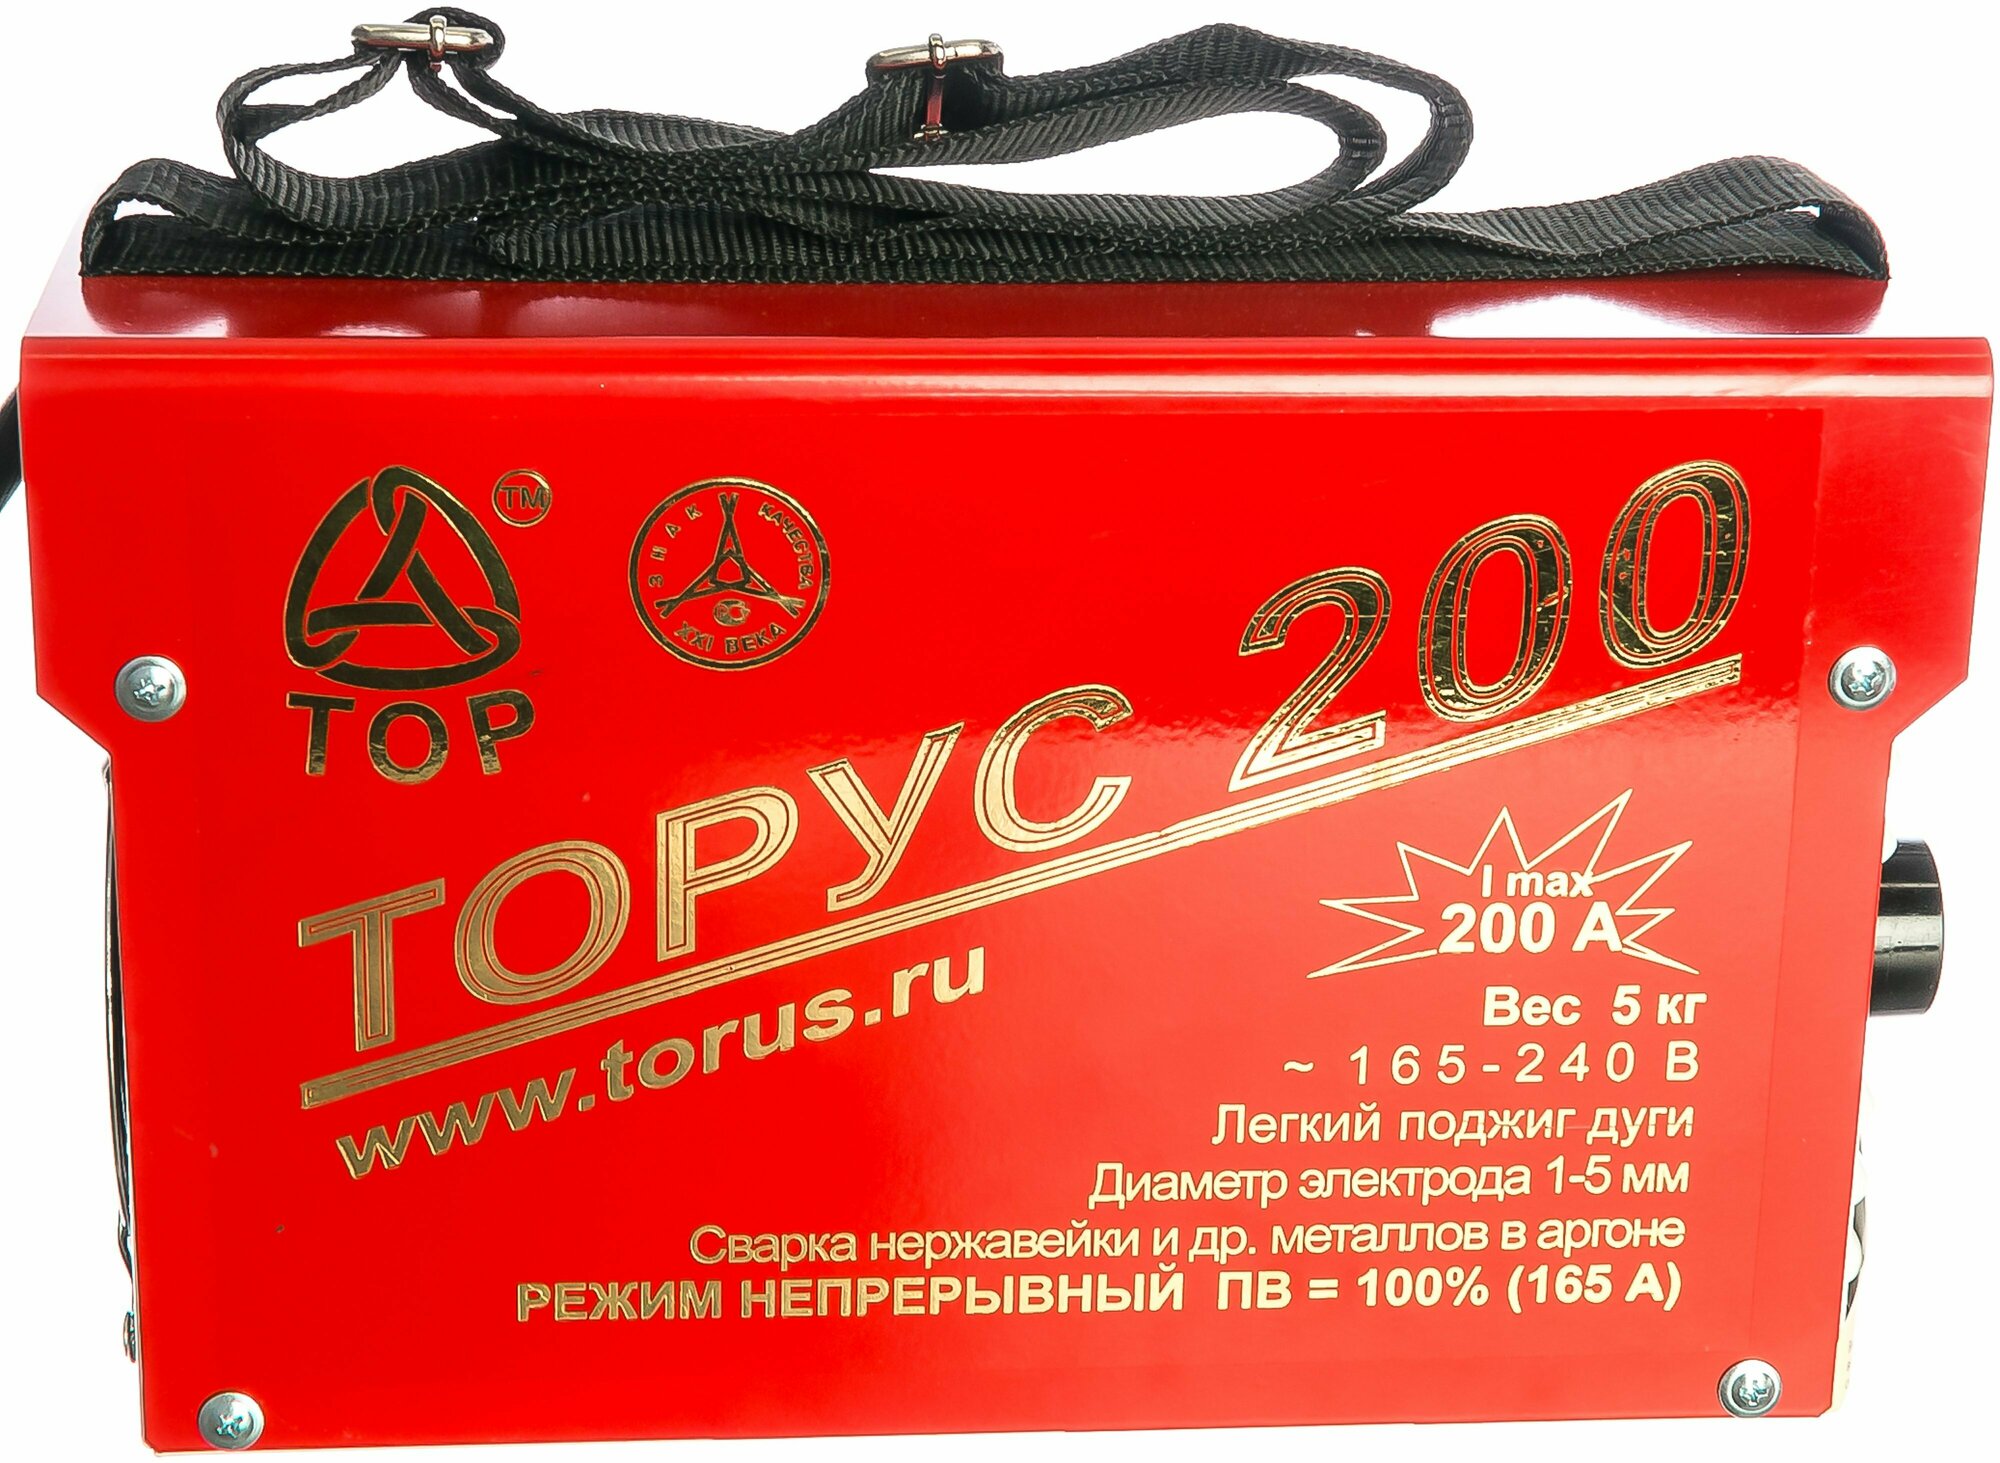 TM
ТОР
ЗНАК КАЧЕСТВА
XXI ВЕКА
ТОРУС 200
www.torus.ru
I max
200 А
Вес 5 кг
~ 165-240 В
Легкий поджиг дуги
Диаметр электрода 1-5 мм
Сварка нержавейки и др. металлов в аргоне
РЕЖИМ НЕПРЕРЫВНЫЙ ПВ = 100% (165 А)